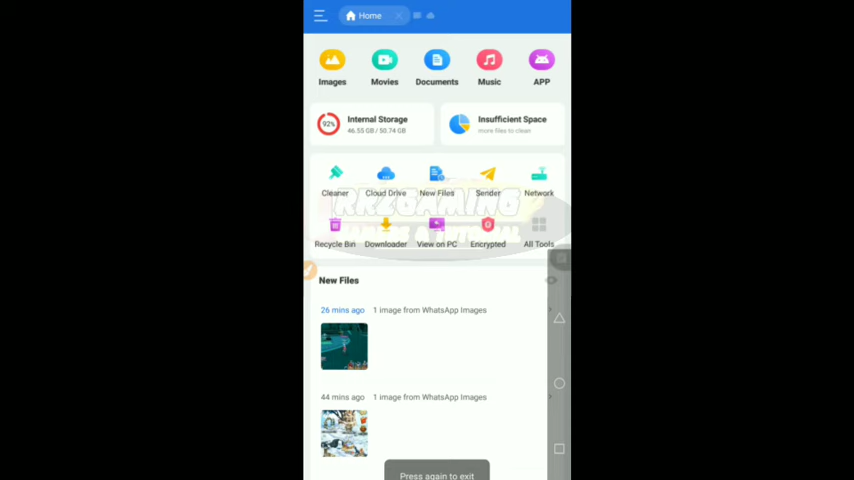 Home
Images Movies Documents Music APP
92% Internal Storage
46.55 GB / 50.74 GB
Insufficient Space
more files to clean
Cleaner Cloud Drive New Files Sender Network
RKZGAMING
Recycle Bin Downloader View on PC Encrypted All Tools
New Files
26 mins ago 1 image from WhatsApp Images
44 mins ago 1 image from WhatsApp Images
Press again to exit